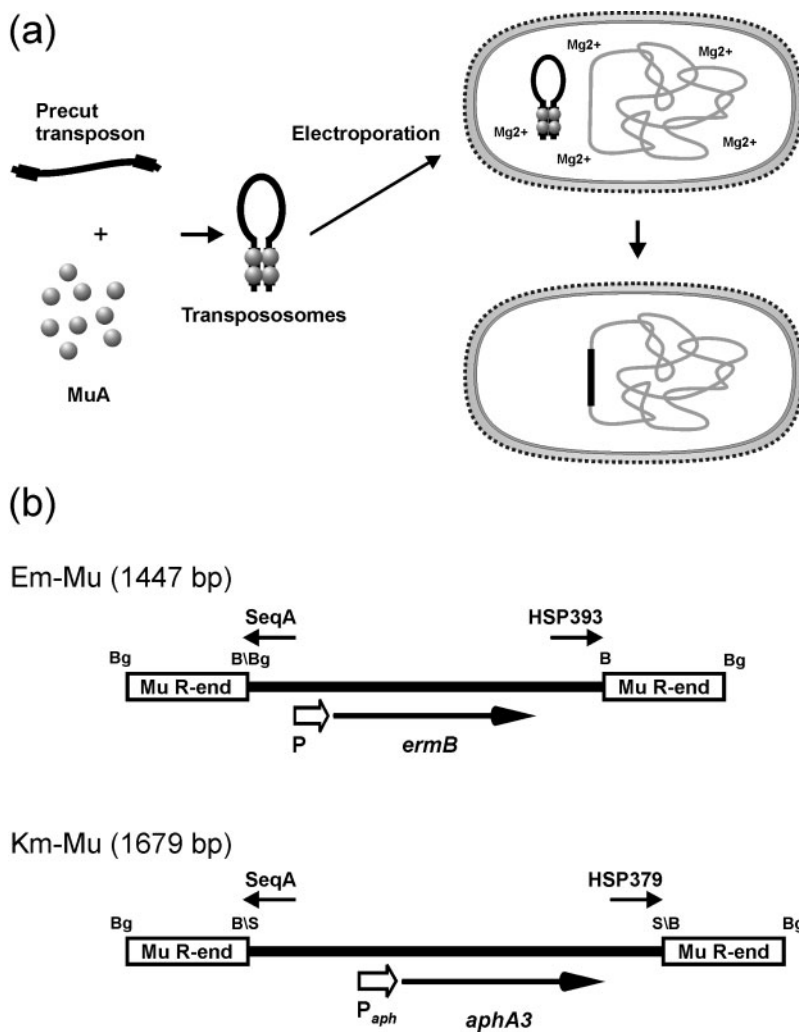 (a)
Precut
transposon
+
MuA
Transpososomes
Electroporation
Mg2+
Mg2+
Mg2+
Mg2+
Mg2+
(b)
Em-Mu (1447 bp)
SeqA HSP393
Bg B\Bg B Bg
Mu R-end Mu R-end
P ermB
Km-Mu (1679 bp)
SeqA HSP379
Bg B\S S\B Bg
Mu R-end Mu R-end
Paph aphA3